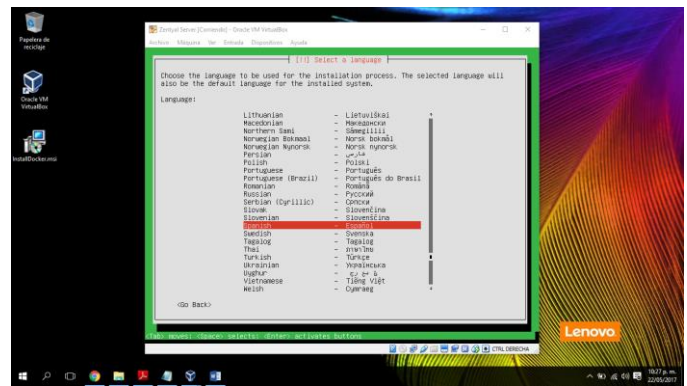 Papelera de
reciclaje
Oracle VM
VirtualBox
InstallDocker.msi
Zentyal Server [Corriendo] - Oracle VM VirtualBox
Archivo Máquina Ver Entrada Dispositivos Ayuda
[!!] Select a language
Choose the language to be used for the installation process. The selected language will
also be the default language for the installed system.
Language:
Lithuanian - Lietuviškai
Macedonian - Македонски
Northern Sami - Sámegillii
Norwegian Bokmaal - Norsk bokmål
Norwegian Nynorsk - Norsk nynorsk
Persian - فارسی
Polish - Polski
Portuguese - Português
Portuguese (Brazil) - Português do Brasil
Romanian - Română
Russian - Русский
Serbian (Cyrillic) - Српски
Slovak - Slovenčina
Slovenian - Slovenščina
Spanish - Español
Swedish - Svenska
Tagalog - Tagalog
Thai - ภาษาไทย
Turkish - Türkçe
Ukrainian - Українська
Uyghur -
Vietnamese - Tiếng Việt
Welsh - Cymraeg
<Go Back>
<Tab> moves; <Space> selects; <Enter> activates buttons
CTRL DERECHA
Lenovo
10:27 p. m.
22/05/2017